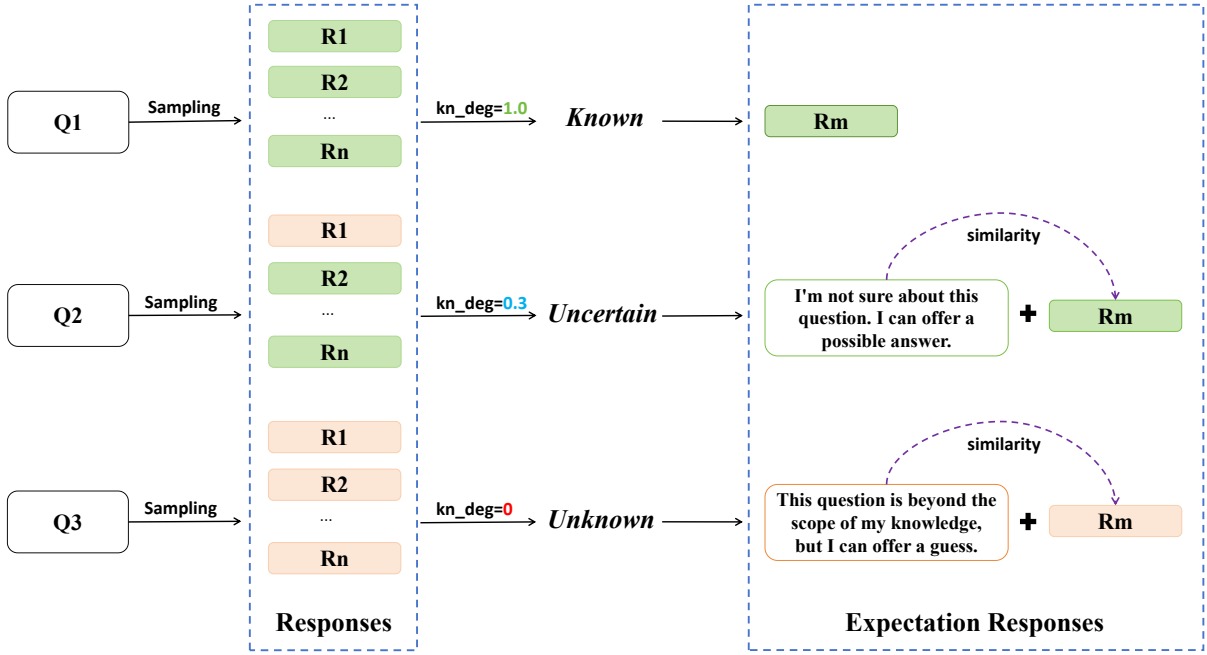 Q1
Sampling
R1
R2
...
Rn
kn_deg=1.0
Known
Rm
Q2
Sampling
R1
R2
...
Rn
kn_deg=0.3
Uncertain
similarity
I'm not sure about this
question. I can offer a
possible answer.
+
Rm
Q3
Sampling
R1
R2
...
Rn
kn_deg=0
Unknown
similarity
This question is beyond the
scope of my knowledge,
but I can offer a guess.
+
Rm
Responses
Expectation Responses